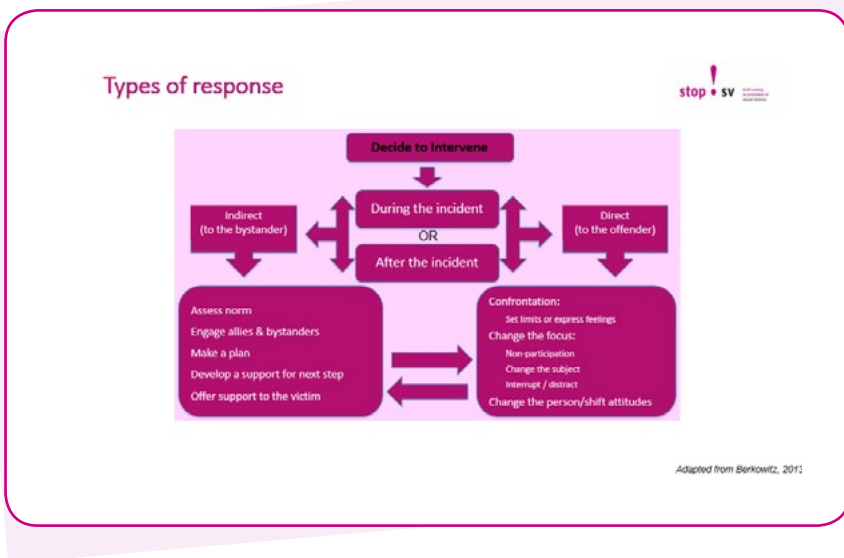 Types of response
stop ! sv
Decide to Intervene
During the incident
OR
After the incident
Indirect
(to the bystander)
Direct
(to the offender)
Assess norm
Engage allies & bystanders
Make a plan
Develop a support for next step
Offer support to the victim
Confrontation:
Set limits or express feelings
Change the focus:
Non-participation
Change the subject
Interrupt / distract
Change the person/shift attitudes
Adapted from Berkowitz, 2013